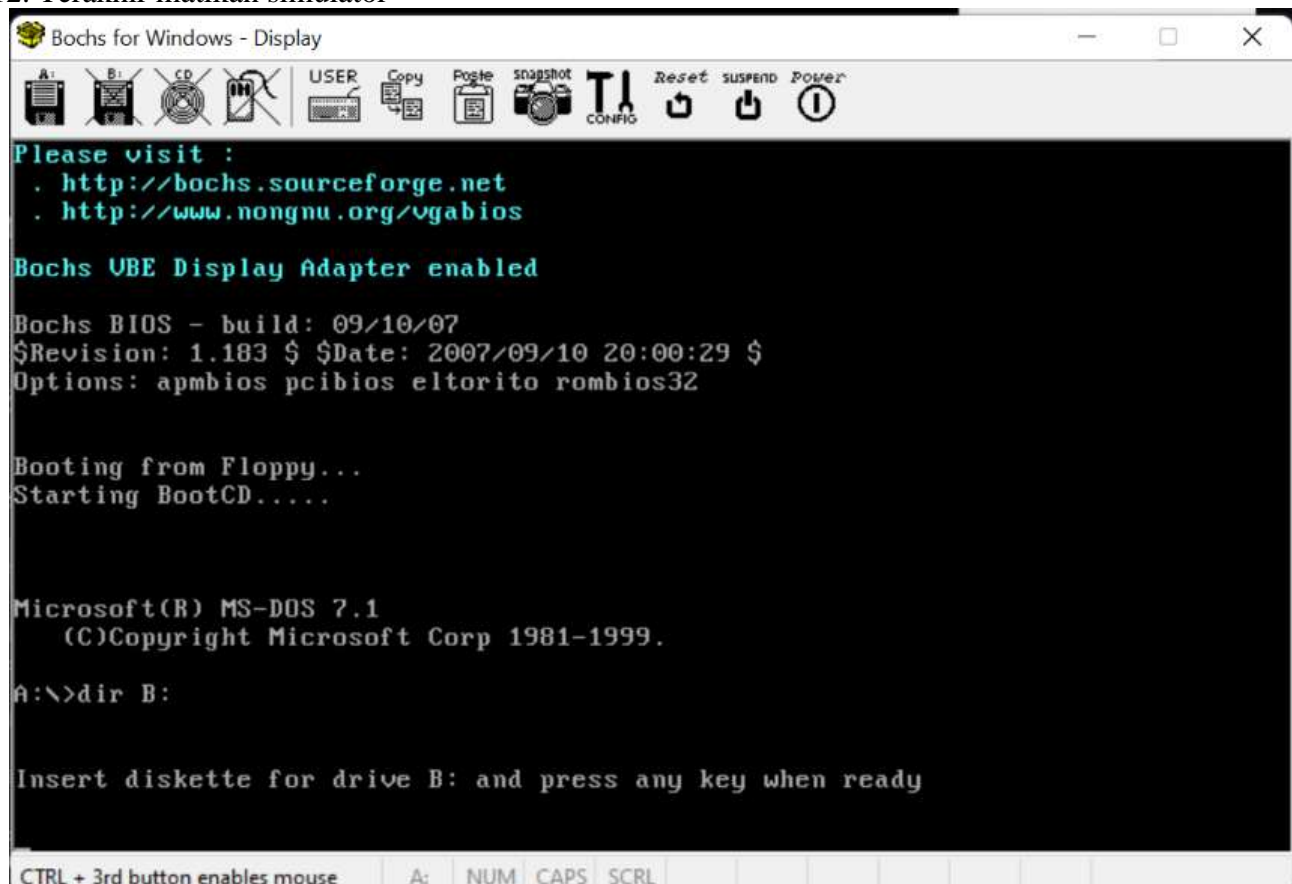 Bochs for Windows - Display
A: B: CD USER Copy Paste snapshot CONFIG Reset SUSPEND Power
Please visit :
. http://bochs.sourceforge.net
. http://www.nongnu.org/vgabios
Bochs VBE Display Adapter enabled
Bochs BIOS - build: 09/10/07
$Revision: 1.183 $ $Date: 2007/09/10 20:00:29 $
Options: apmbios pcibios eltorito rombios32
Booting from Floppy...
Starting BootCD.....
Microsoft(R) MS-DOS 7.1
(C)Copyright Microsoft Corp 1981-1999.
A:\>dir B:
Insert diskette for drive B: and press any key when ready
CTRL + 3rd button enables mouse A: NUM CAPS SCRL